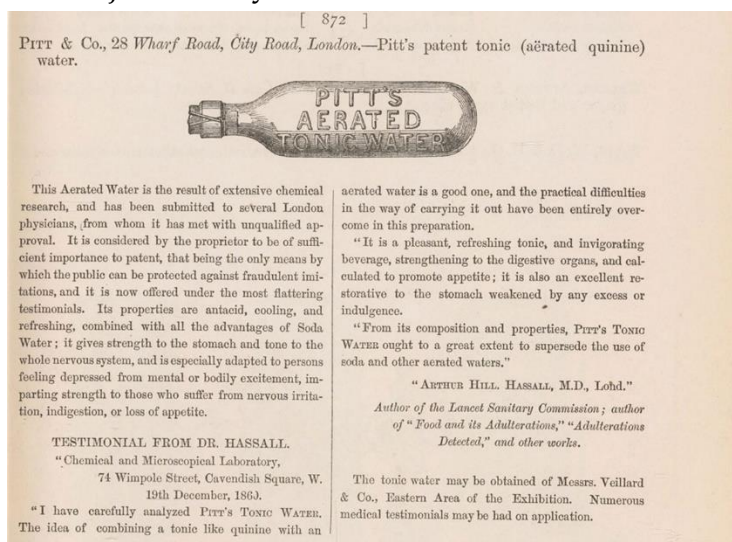 [ 872 ]
PITT & Co., 28 Wharf Road, City Road, London.—Pitt's patent tonic (aërated quinine)
water.
PITT'S
AERATED
TONIC WATER
This Aerated Water is the result of extensive chemical
research, and has been submitted to several London
physicians, from whom it has met with unqualified ap-
proval. It is considered by the proprietor to be of suffi-
cient importance to patent, that being the only means by
which the public can be protected against fraudulent imi-
tations, and it is now offered under the most flattering
testimonials. Its properties are antacid, cooling, and
refreshing, combined with all the advantages of Soda
Water; it gives strength to the stomach and tone to the
whole nervous system, and is especially adapted to persons
feeling depressed from mental or bodily excitement, im-
parting strength to those who suffer from nervous irrita-
tion, indigestion, or loss of appetite.
TESTIMONIAL FROM DR. HASSALL.
"Chemical and Microscopical Laboratory,
74 Wimpole Street, Cavendish Square, W.
19th December, 1860.
"I have carefully analyzed PITT'S TONIC WATER.
The idea of combining a tonic like quinine with an
aerated water is a good one, and the practical difficulties
in the way of carrying it out have been entirely over-
come in this preparation.
"It is a pleasant, refreshing tonic, and invigorating
beverage, strengthening to the digestive organs, and cal-
culated to promote appetite; it is also an excellent re-
storative to the stomach weakened by any excess or
indulgence.
"From its composition and properties, PITT'S TONIC
WATER ought to a great extent to supersede the use of
soda and other aerated waters."
"ARTHUR HILL. HASSALL, M.D., Lond."
Author of the Lancet Sanitary Commission; author
of "Food and its Adulterations," "Adulterations
Detected," and other works.
The tonic water may be obtained of Messrs. Veillard
& Co., Eastern Area of the Exhibition. Numerous
medical testimonials may be had on application.